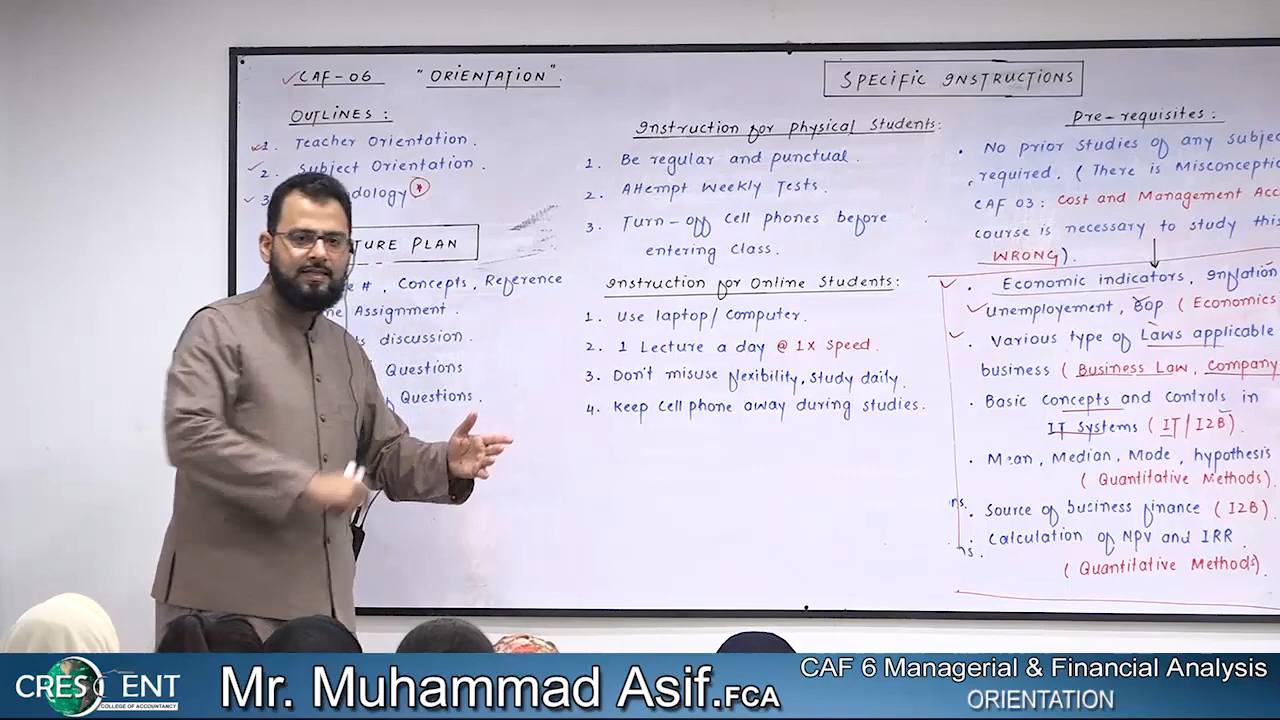 CAF-06 "ORIENTATION".
OUTLINES:
1. Teacher Orientation.
2. Subject Orientation.
3 dology *
TURE PLAN
#, Concepts, Reference
Assignment.
discussion.
Questions
Questions.
SPECIFIC INSTRUCTIONS
Instruction for Physical Students:
1. Be regular and punctual.
2. Attempt Weekly Tests.
3. Turn-off Cell phones before
entering Class.
Instruction for Online Students:
1. Use laptop/Computer.
2. 1 Lecture a day @ 1x Speed.
3. Don't misuse flexibility, study daily.
4. Keep Cell phone away during studies.
Pre-requisites:
. No prior studies of any subjec
required. (There is Misconceptio
CAF 03: Cost and Management Acc
course is necessary to study this
WRONG).
. Economic indicators, Inflation
Unemployement, BOP (Economics
. Various type of Laws applicable
business (Business Law, Company
. Basic Concepts and Controls in
IT Systems (IT/I2B).
. Mean, Median, Mode, hypothesis
(Quantitative Methods).
ns. . Source of business finance (I2B).
ns. . Calculation of NPV and IRR
(Quantitative Methods).
CRESCENT
COLLEGE OF ACCOUNTANCY
Mr. Muhammad Asif.FCA
CAF 6 Managerial & Financial Analysis
ORIENTATION